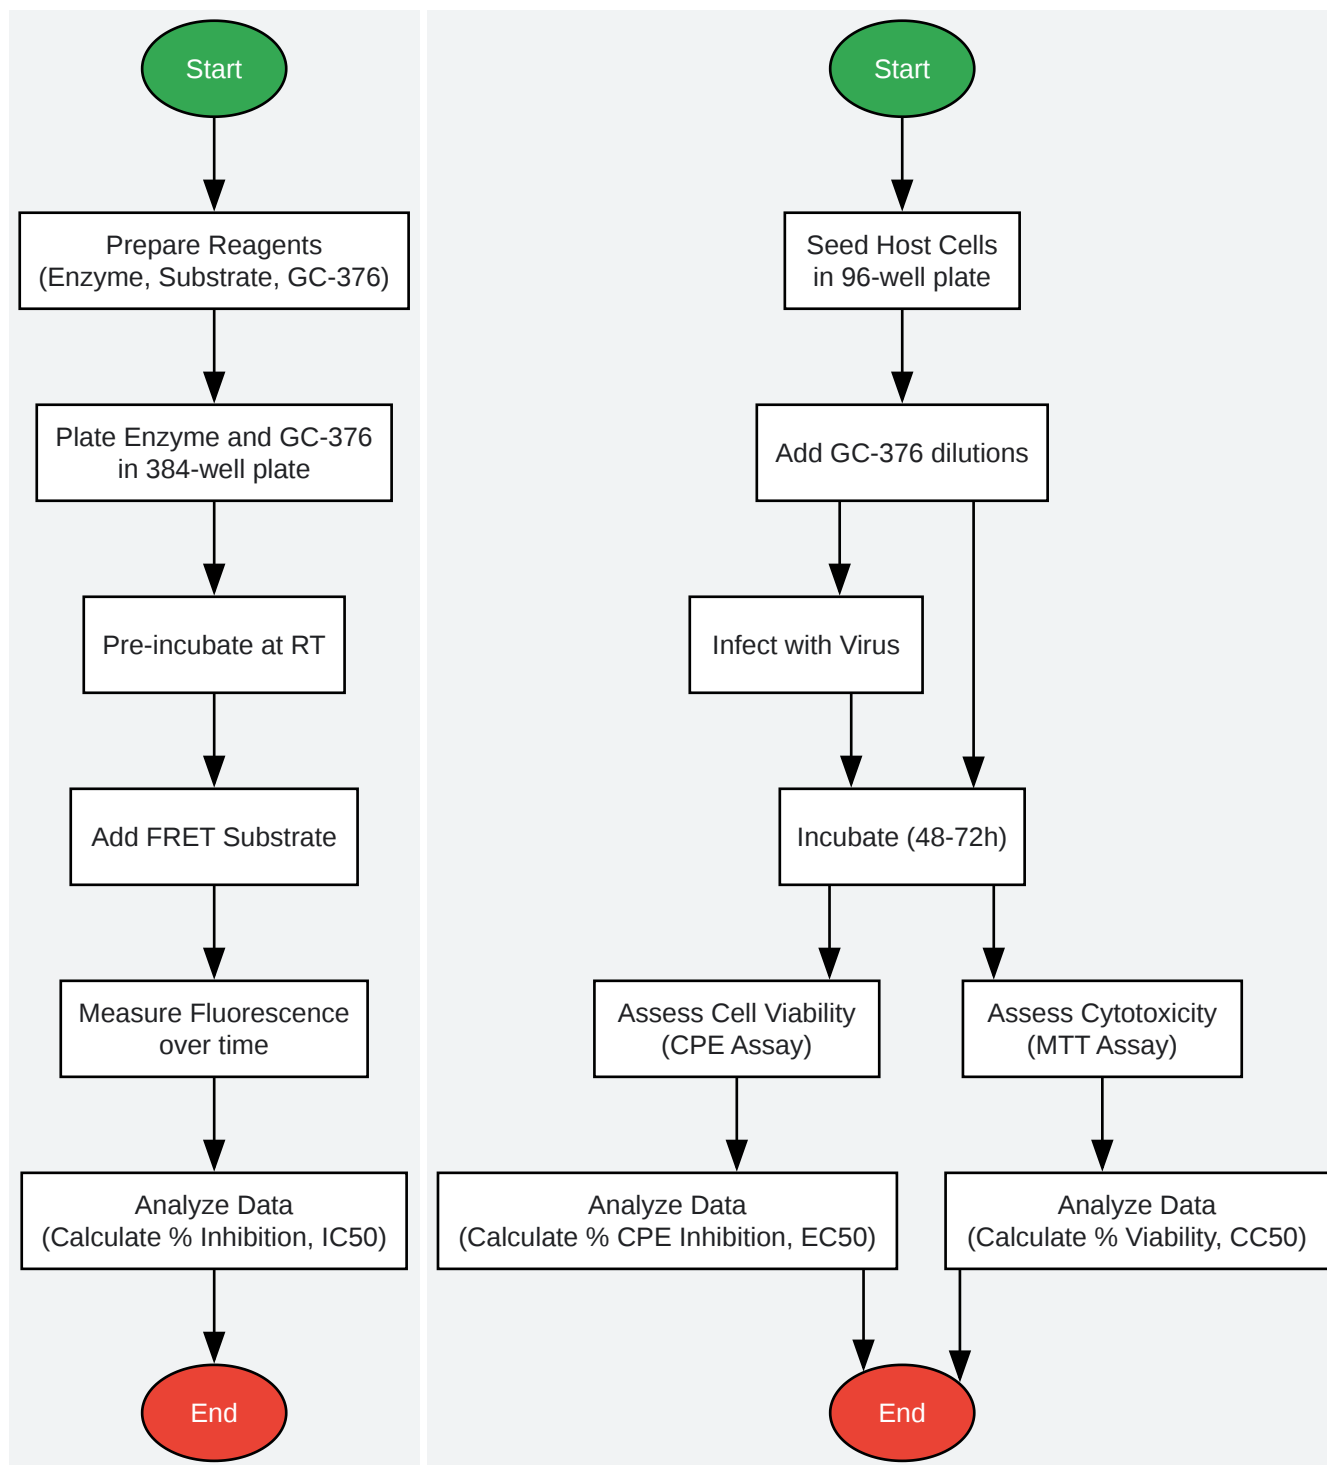 Start
Prepare Reagents
(Enzyme, Substrate, GC-376)
Plate Enzyme and GC-376
in 384-well plate
Pre-incubate at RT
Add FRET Substrate
Measure Fluorescence
over time
Analyze Data
(Calculate % Inhibition, IC50)
End
Start
Seed Host Cells
in 96-well plate
Add GC-376 dilutions
Infect with Virus
Incubate (48-72h)
Assess Cell Viability
(CPE Assay)
Assess Cytotoxicity
(MTT Assay)
Analyze Data
(Calculate % CPE Inhibition, EC50)
Analyze Data
(Calculate % Viability, CC50)
End